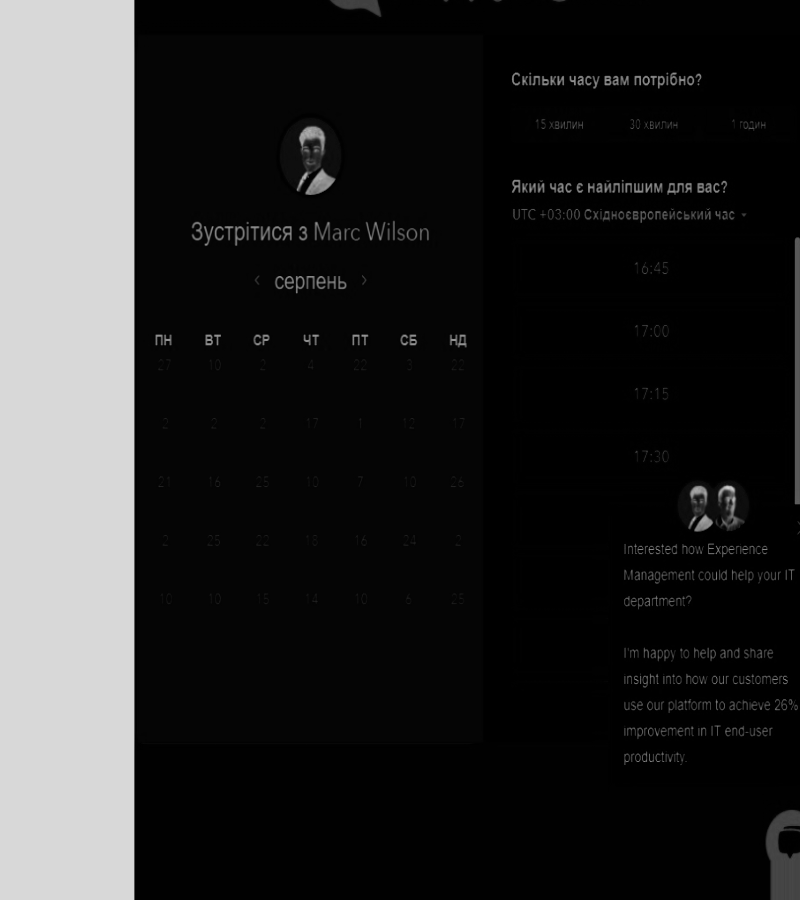 Зустрітися з Marc Wilson
серпень
ПН ВТ СР ЧТ ПТ СБ НД
27 10 2 4 22 3 22
2 2 2 17 1 12 17
21 16 25 10 7 10 26
2 25 22 18 16 24 2
10 10 15 14 10 6 25
Скільки часу вам потрібно?
15 хвилин 30 хвилин 1 годин
Який час є найліпшим для вас?
UTC +03:00 Східноєвропейський час
16:45
17:00
17:15
17:30
Interested how Experience
Management could help your IT
department?
I'm happy to help and share
insight into how our customers
use our platform to achieve 26%
improvement in IT end-user
productivity.